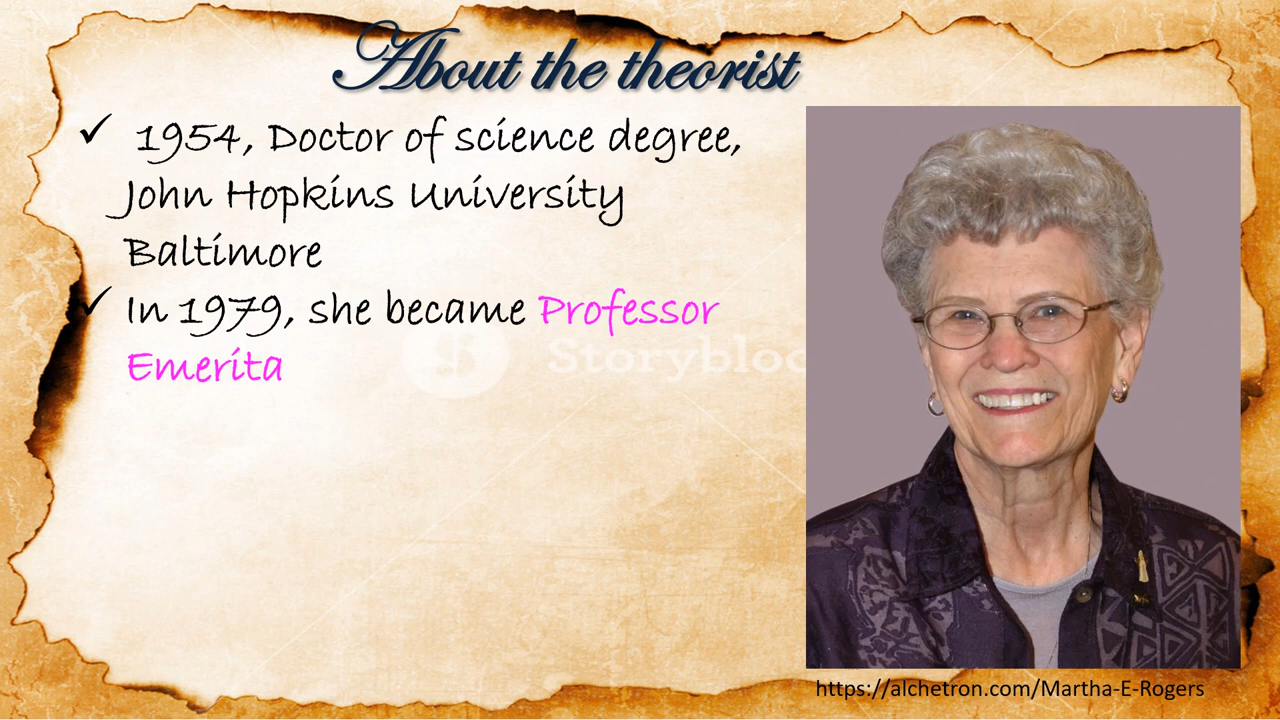 About the theorist
✓ 1954, Doctor of science degree,
John Hopkins University
Baltimore
✓ In 1979, she became Professor
Emerita
Storybloc
https://alchetron.com/Martha-E-Rogers